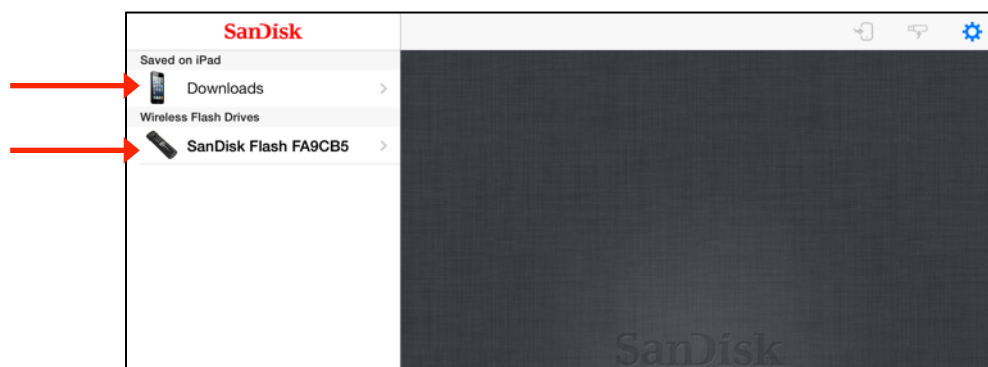 SanDisk
Saved on iPad
Downloads
Wireless Flash Drives
SanDisk Flash FA9CB5
SanDisk